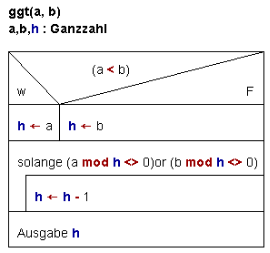 ggt(a, b)
a,b,h : Ganzzahl
(a < b)
w F
h ← a h ← b
solange (a mod h <> 0)or (b mod h <> 0)
h ← h - 1
Ausgabe h